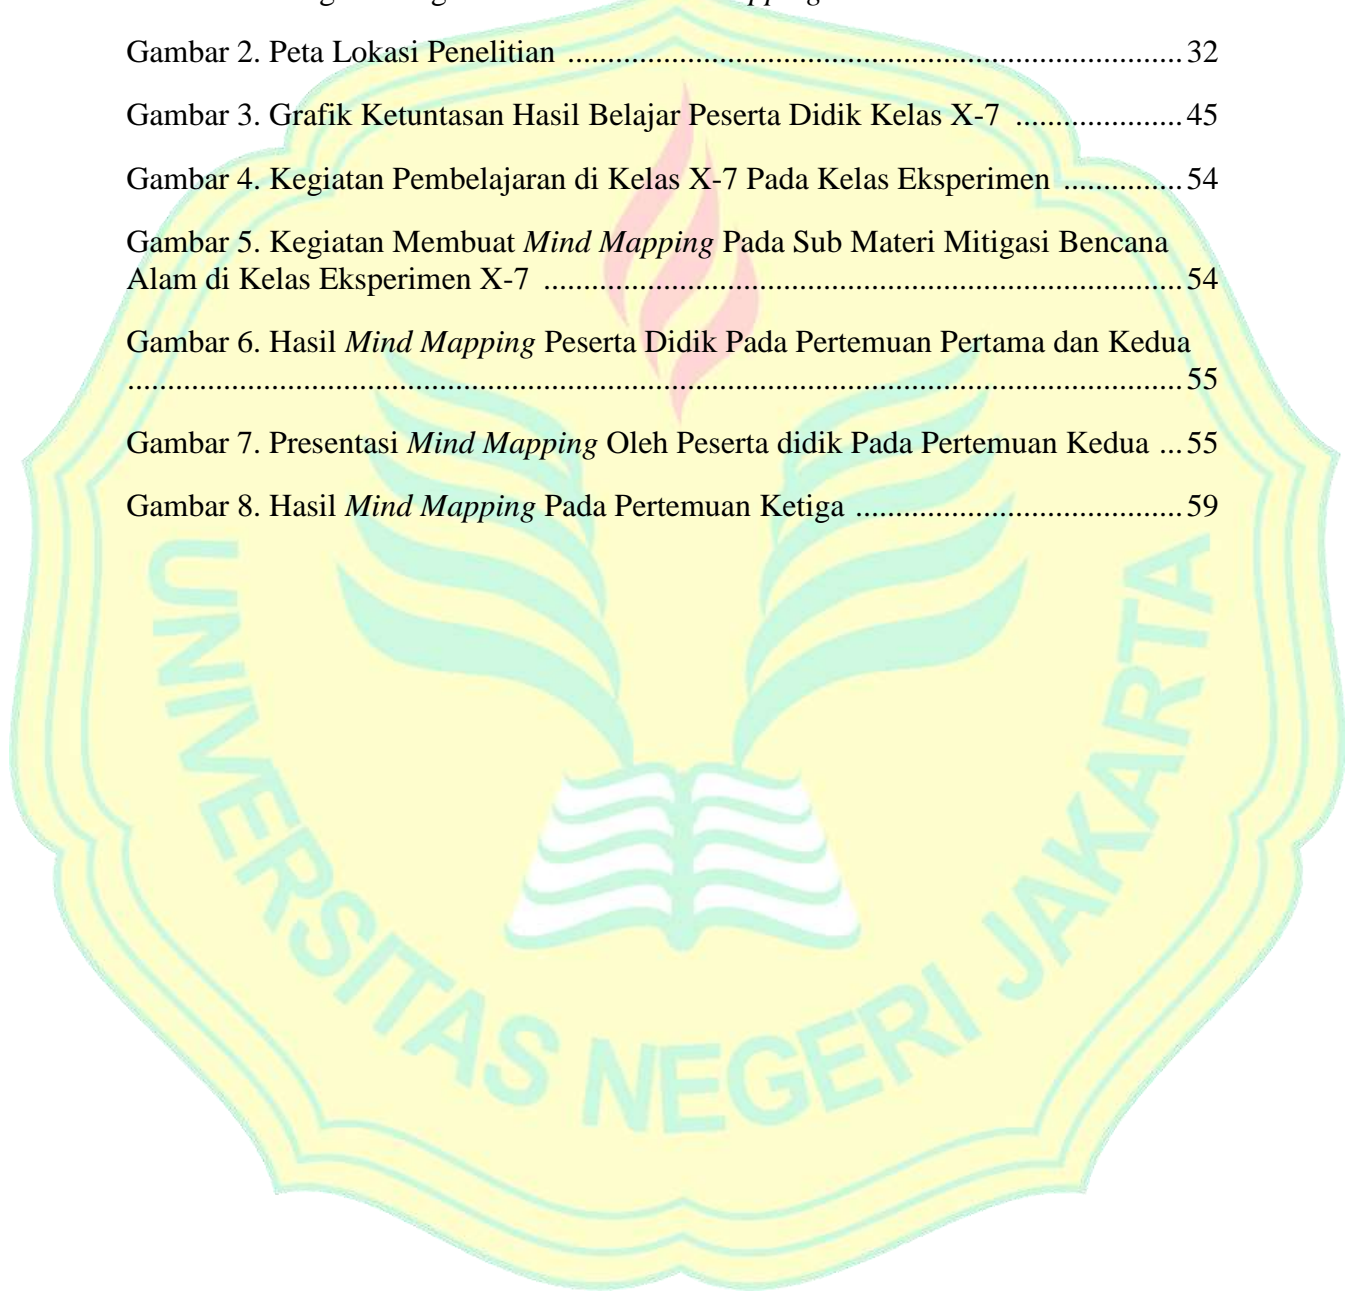 Gambar 2. Peta Lokasi Penelitian .............................................................................. 32
Gambar 3. Grafik Ketuntasan Hasil Belajar Peserta Didik Kelas X-7 ..................... 45
Gambar 4. Kegiatan Pembelajaran di Kelas X-7 Pada Kelas Eksperimen ............... 54
Gambar 5. Kegiatan Membuat Mind Mapping Pada Sub Materi Mitigasi Bencana
Alam di Kelas Eksperimen X-7 ................................................................................. 54
Gambar 6. Hasil Mind Mapping Peserta Didik Pada Pertemuan Pertama dan Kedua
...................................................................................................................................... 55
Gambar 7. Presentasi Mind Mapping Oleh Peserta didik Pada Pertemuan Kedua ... 55
Gambar 8. Hasil Mind Mapping Pada Pertemuan Ketiga ......................................... 59
UNIVERSITAS NEGERI JAKARTA